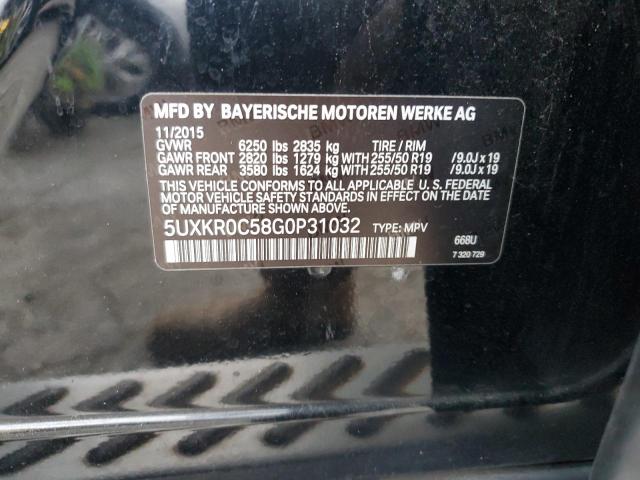 MFD BY BAYERISCHE MOTOREN WERKE AG
11/2015
GVWR 6250 lbs 2835 kg TIRE / RIM
GAWR FRONT 2820 lbs 1279 kg WITH 255/50 R19 /9.0J x 19
GAWR REAR 3580 lbs 1624 kg WITH 255/50 R19 /9.0J x 19
THIS VEHICLE CONFORMS TO ALL APPLICABLE U. S. FEDERAL
MOTOR VEHICLE SAFETY STANDARDS IN EFFECT ON THE DATE
OF MANUFACTURE SHOWN ABOVE.
5UXKR0C58G0P31032 TYPE: MPV 668U
7 320 729